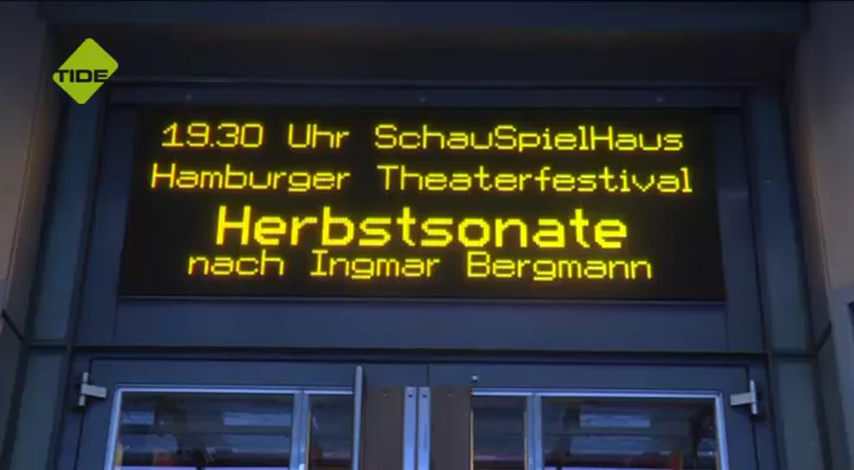 TIDE
19.30 Uhr SchauSpielHaus
Hamburger Theaterfestival
Herbstsonate
nach Ingmar Bergmann